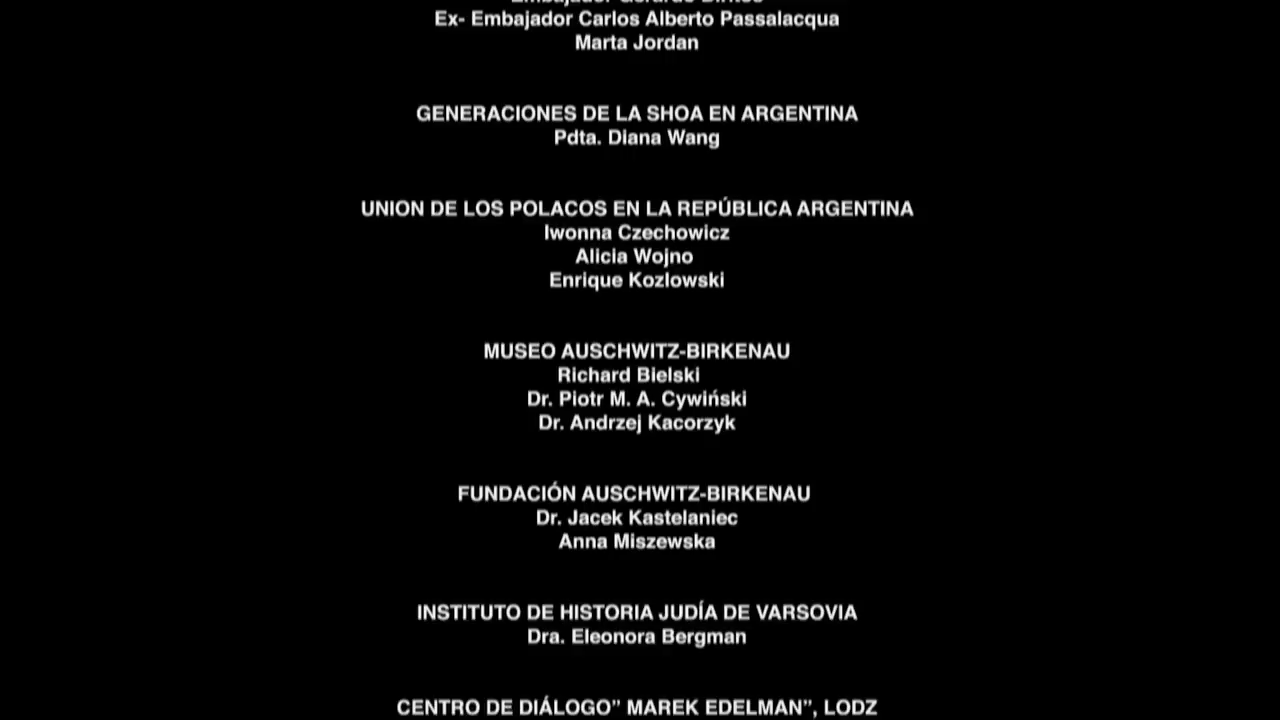 Ex- Embajador Carlos Alberto Passalacqua
Marta Jordan
GENERACIONES DE LA SHOA EN ARGENTINA
Pdta. Diana Wang
UNION DE LOS POLACOS EN LA REPÚBLICA ARGENTINA
Iwonna Czechowicz
Alicia Wojno
Enrique Kozlowski
MUSEO AUSCHWITZ-BIRKENAU
Richard Bielski
Dr. Piotr M. A. Cywiński
Dr. Andrzej Kacorzyk
FUNDACIÓN AUSCHWITZ-BIRKENAU
Dr. Jacek Kastelaniec
Anna Miszewska
INSTITUTO DE HISTORIA JUDÍA DE VARSOVIA
Dra. Eleonora Bergman
CENTRO DE DIÁLOGO” MAREK EDELMAN”, LODZ